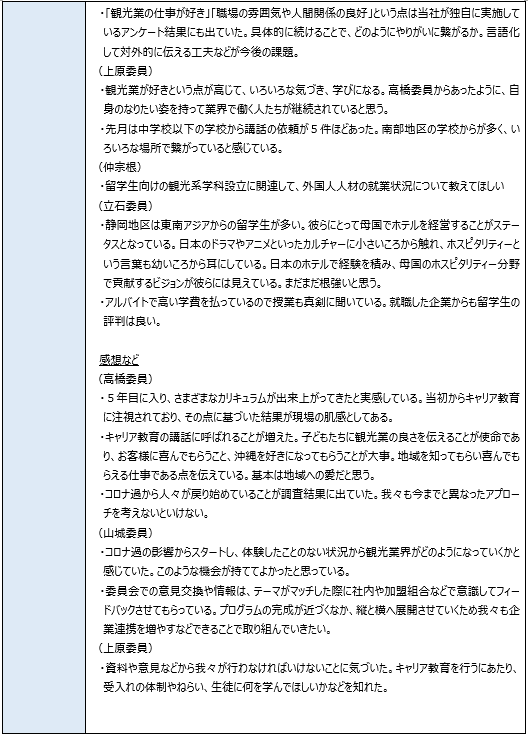 ・「観光業の仕事が好き」「職場の雰囲気や人間関係の良好」という点は当社が独自に実施して
いるアンケート結果にも出ていた。具体的に続けることで、どのようにやりがいに繋がるか。言語化
して対外的に伝える工夫などが今後の課題。
（上原委員）
・観光業が好きという点が高じて、いろいろな気づき、学びになる。高橋委員からあったように、自
身のなりたい姿を持って業界で働く人たちが継続されていると思う。
・先月は中学校以下の学校から講話の依頼が５件ほどあった。南部地区の学校からが多く、い
ろいろな場所で繋がっていると感じている。
（仲宗根）
・留学生向けの観光系学科設立に関連して、外国人人材の就業状況について教えてほしい
（立石委員）
・静岡地区は東南アジアからの留学生が多い。彼らにとって母国でホテルを経営することがステー
タスとなっている。日本のドラマやアニメといったカルチャーに小さいころから触れ、ホスピタリティーと
いう言葉も幼いころから耳にしている。日本のホテルで経験を積み、母国のホスピタリティー分野
で貢献するビジョンが彼らには見えている。まだまだ根強いと思う。
・アルバイトで高い学費を払っているので授業も真剣に聞いている。就職した企業からも留学生の
評判は良い。
感想など
（高橋委員）
・５年目に入り、さまざまなカリキュラムが出来上がってきたと実感している。当初からキャリア教育
に注視されており、その点に基づいた結果が現場の肌感としてある。
・キャリア教育の講話に呼ばれることが増えた。子どもたちに観光業の良さを伝えることが使命であ
り、お客様に喜んでもらうこと、沖縄を好きになってもらうことが大事。地域を知ってもらい喜んでも
らえる仕事である点を伝えている。基本は地域への愛だと思う。
・コロナ過から人々が戻り始めていることが調査結果に出ていた。我々も今までと異なったアプロー
チを考えないといけない。
（山城委員）
・コロナ過の影響からスタートし、体験したことのない状況から観光業界がどのようになっていくかと
感じていた。このような機会が持ててよかったと思っている。
・委員会での意見交換や情報は、テーマがマッチした際に社内や加盟組合などで意識してフィー
ドバックさせてもらっている。プログラムの完成が近づくなか、縦と横へ展開させていくため我々も企
業連携を増やすなどできることで取り組んでいきたい。
（上原委員）
・資料や意見などから我々が行わなければいけないことに気づいた。キャリア教育を行うにあたり、
受入れの体制やねらい、生徒に何を学んでほしいかなどを知れた。